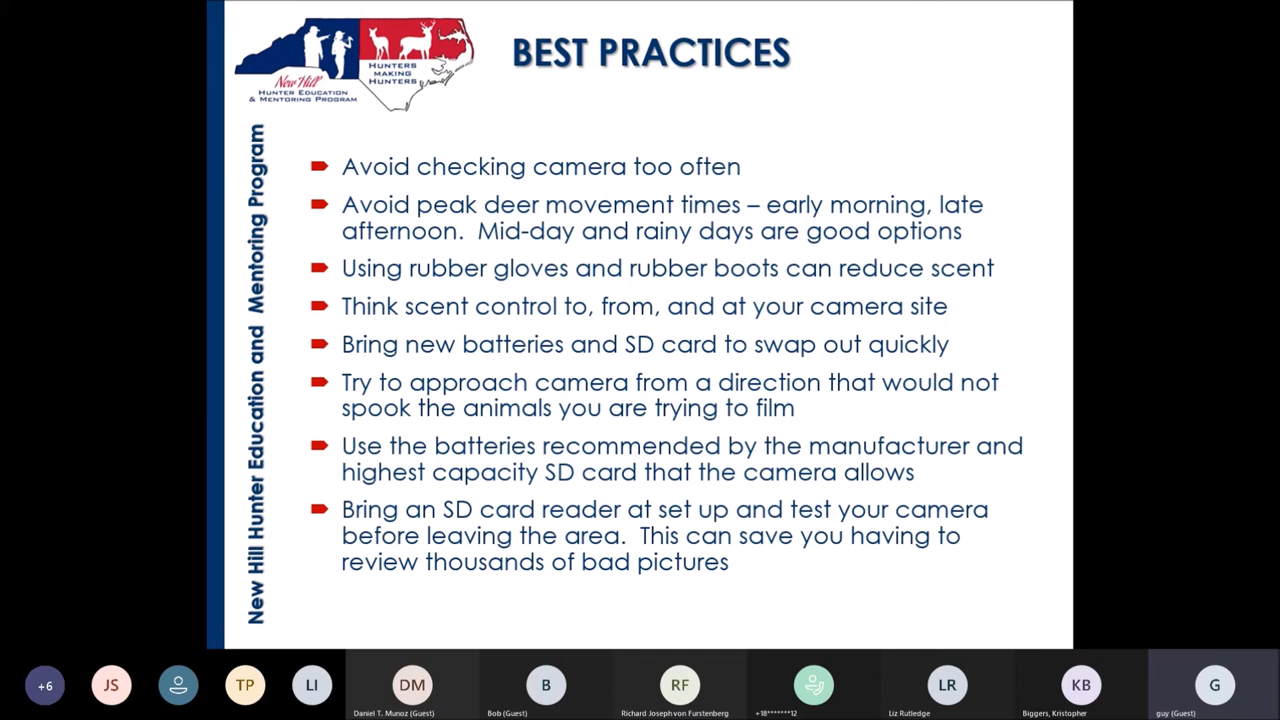 BEST PRACTICES
HUNTERS
MAKING
HUNTERS
New Hill
HUNTER EDUCATION
& MENTORING PROGRAM
New Hill Hunter Education and Mentoring Program
Avoid checking camera too often
Avoid peak deer movement times – early morning, late
afternoon. Mid-day and rainy days are good options
Using rubber gloves and rubber boots can reduce scent
Think scent control to, from, and at your camera site
Bring new batteries and SD card to swap out quickly
Try to approach camera from a direction that would not
spook the animals you are trying to film
Use the batteries recommended by the manufacturer and
highest capacity SD card that the camera allows
Bring an SD card reader at set up and test your camera
before leaving the area. This can save you having to
review thousands of bad pictures
+6
JS
TP
LI
DM
B
RF
LR
KB
G
Daniel T. Munoz (Guest)
Bob (Guest)
Richard Joseph von Furstenberg
+18*******12
Liz Rutledge
Biggers, Kristopher
guy (Guest)